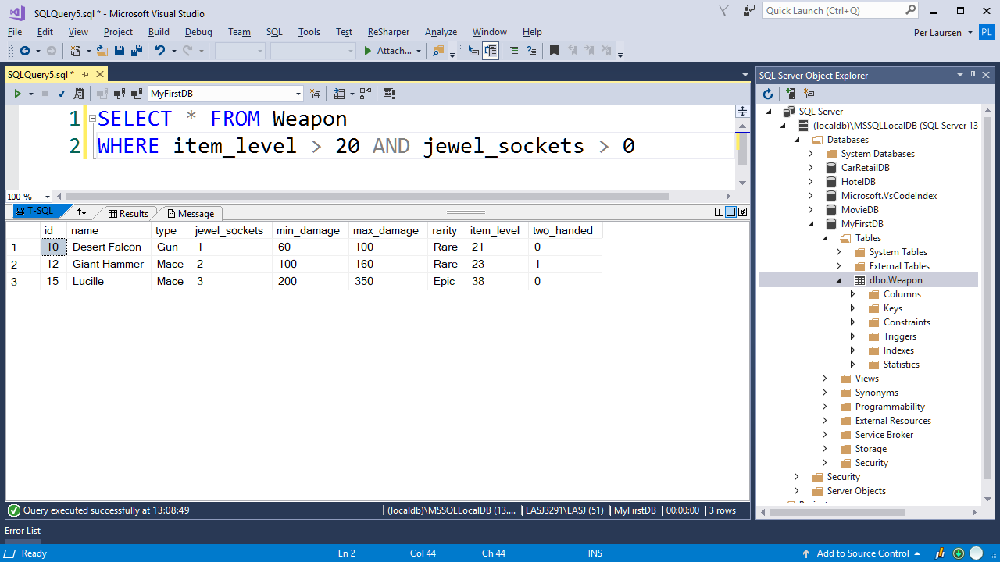 SQLQuery5.sql * - Microsoft Visual Studio
Quick Launch (Ctrl+Q)
File Edit View Project Build Debug Team SQL Tools Test ReSharper Analyze Window Help
Per Laursen PL
Attach...
SQLQuery5.sql *
MyFirstDB
1 SELECT * FROM Weapon
2 WHERE item_level > 20 AND jewel_sockets > 0
100 %
T-SQL Results Message
id name type jewel_sockets min_damage max_damage rarity item_level two_handed
1 10 Desert Falcon Gun 1 60 100 Rare 21 0
2 12 Giant Hammer Mace 2 100 160 Rare 23 1
3 15 Lucille Mace 3 200 350 Epic 38 0
Query executed successfully at 13:08:49
(localdb)\MSSQLLocalDB (13.... EASJ3291\EASJ (51) MyFirstDB 00:00:00 3 rows
SQL Server Object Explorer
SQL Server
(localdb)\MSSQLLocalDB (SQL Server 13
Databases
System Databases
CarRetailDB
HotelDB
Microsoft.VsCodeIndex
MovieDB
MyFirstDB
Tables
System Tables
External Tables
dbo.Weapon
Columns
Keys
Constraints
Triggers
Indexes
Statistics
Views
Synonyms
Programmability
External Resources
Service Broker
Storage
Security
Security
Server Objects
Error List
Ready Ln 2 Col 44 Ch 44 INS Add to Source Control